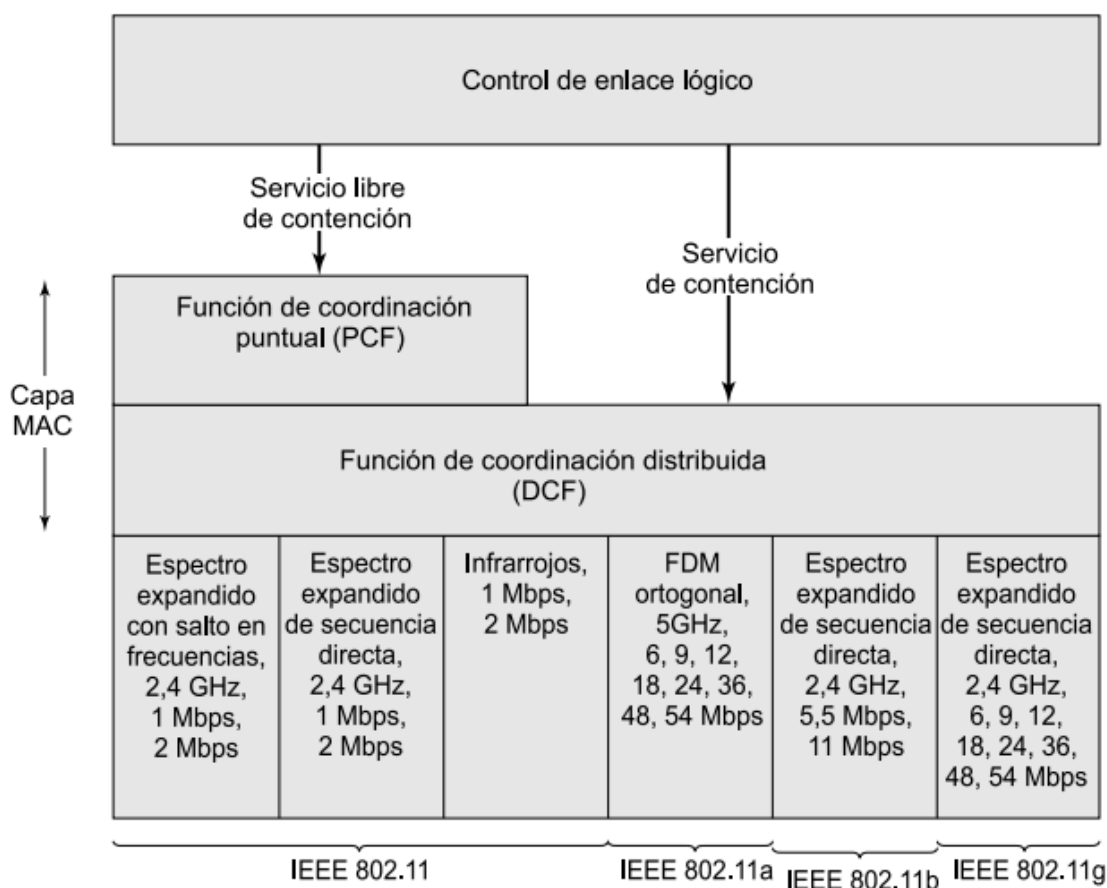 Control de enlace lógico
Servicio libre
de contención
Servicio
de contención
Función de coordinación
puntual (PCF)
Capa
MAC
Función de coordinación distribuida
(DCF)
Espectro
expandido
con salto en
frecuencias,
2,4 GHz,
1 Mbps,
2 Mbps
Espectro
expandido
de secuencia
directa,
2,4 GHz,
1 Mbps,
2 Mbps
Infrarrojos,
1 Mbps,
2 Mbps
FDM
ortogonal,
5GHz,
6, 9, 12,
18, 24, 36,
48, 54 Mbps
Espectro
expandido
de secuencia
directa,
2,4 GHz,
5,5 Mbps,
11 Mbps
Espectro
expandido
de secuencia
directa,
2,4 GHz,
6, 9, 12,
18, 24, 36,
48, 54 Mbps
IEEE 802.11
IEEE 802.11a
IEEE 802.11b
IEEE 802.11g